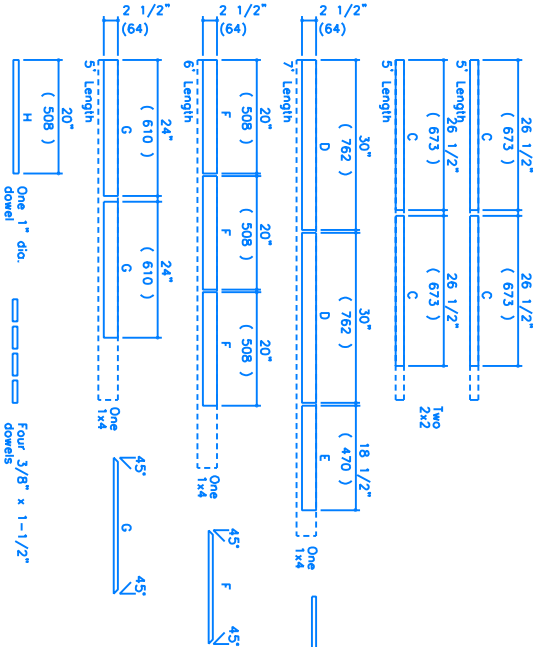 26 1/2"
( 673 )
C
26 1/2"
( 673 )
C
5' Length
26 1/2"
( 673 )
C
26 1/2"
( 673 )
C
5' Length
Two
2x2
2 1/2"
(64)
30"
( 762 )
D
30"
( 762 )
D
18 1/2"
( 470 )
E
7' Length
One
1x4
2 1/2"
(64)
20"
( 508 )
F
20"
( 508 )
F
20"
( 508 )
F
6' Length
One
1x4
45°
F
45°
2 1/2"
(64)
24"
( 610 )
G
24"
( 610 )
G
5' Length
One
1x4
45°
G
45°
20"
( 508 )
H
One 1" dia.
dowel
Four 3/8" x 1-1/2"
dowels